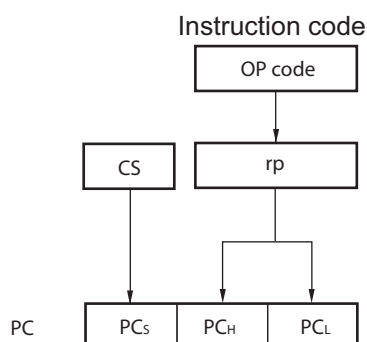 Instruction code
OP code
CS
rp
PC
PCS
PCH
PCL